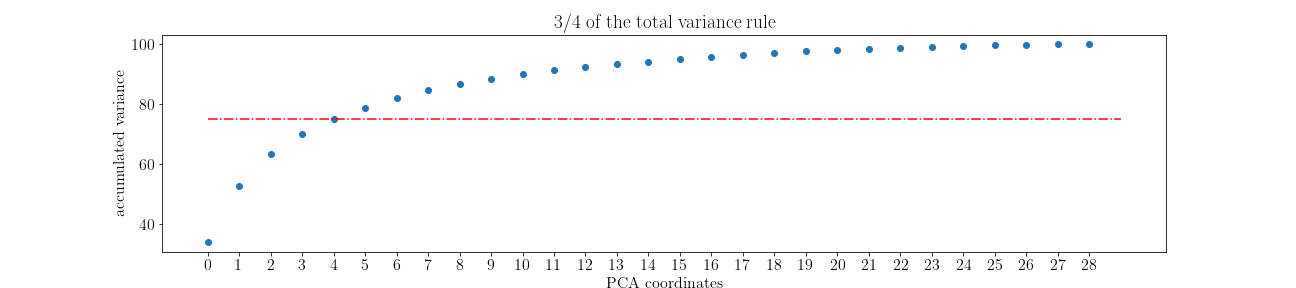 3/4 of the total variance rule
100
80
60
40
accumulated variance
0 1 2 3 4 5 6 7 8 9 10 11 12 13 14 15 16 17 18 19 20 21 22 23 24 25 26 27 28
PCA coordinates